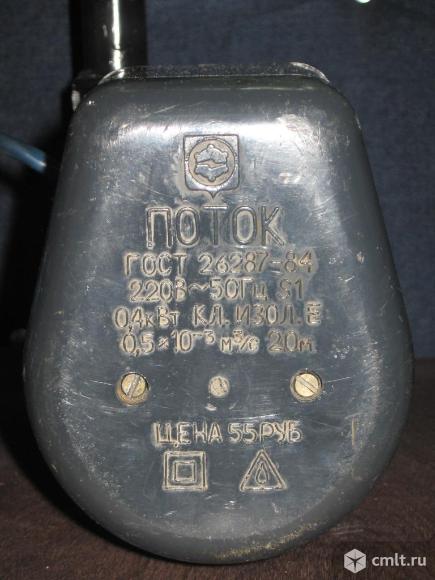 ПОТОК
ГОСТ 26287-84
220В~50Гц S1
0,4кВт КЛ. ИЗОЛ. Е
0,5×10⁻³ м³/с 20м
ЦЕНА 55РУБ
cmlt.ru